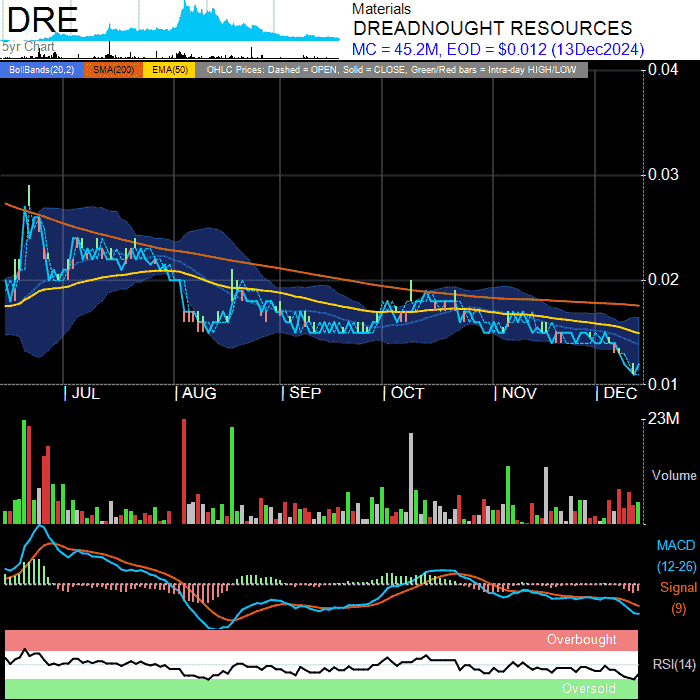 DRE
5yr Chart
Materials
DREADNOUGHT RESOURCES
MC = 45.2M, EOD = $0.012 (13Dec2024)
BollBands(20,2) SMA(200) EMA(50) OHLC Prices: Dashed = OPEN, Solid = CLOSE, Green/Red bars = Intra-day HIGH/LOW
0.04
0.03
0.02
0.01
JUL AUG SEP OCT NOV DEC
23M
Volume
MACD
(12-26)
Signal
(9)
Overbought
RSI(14)
Oversold